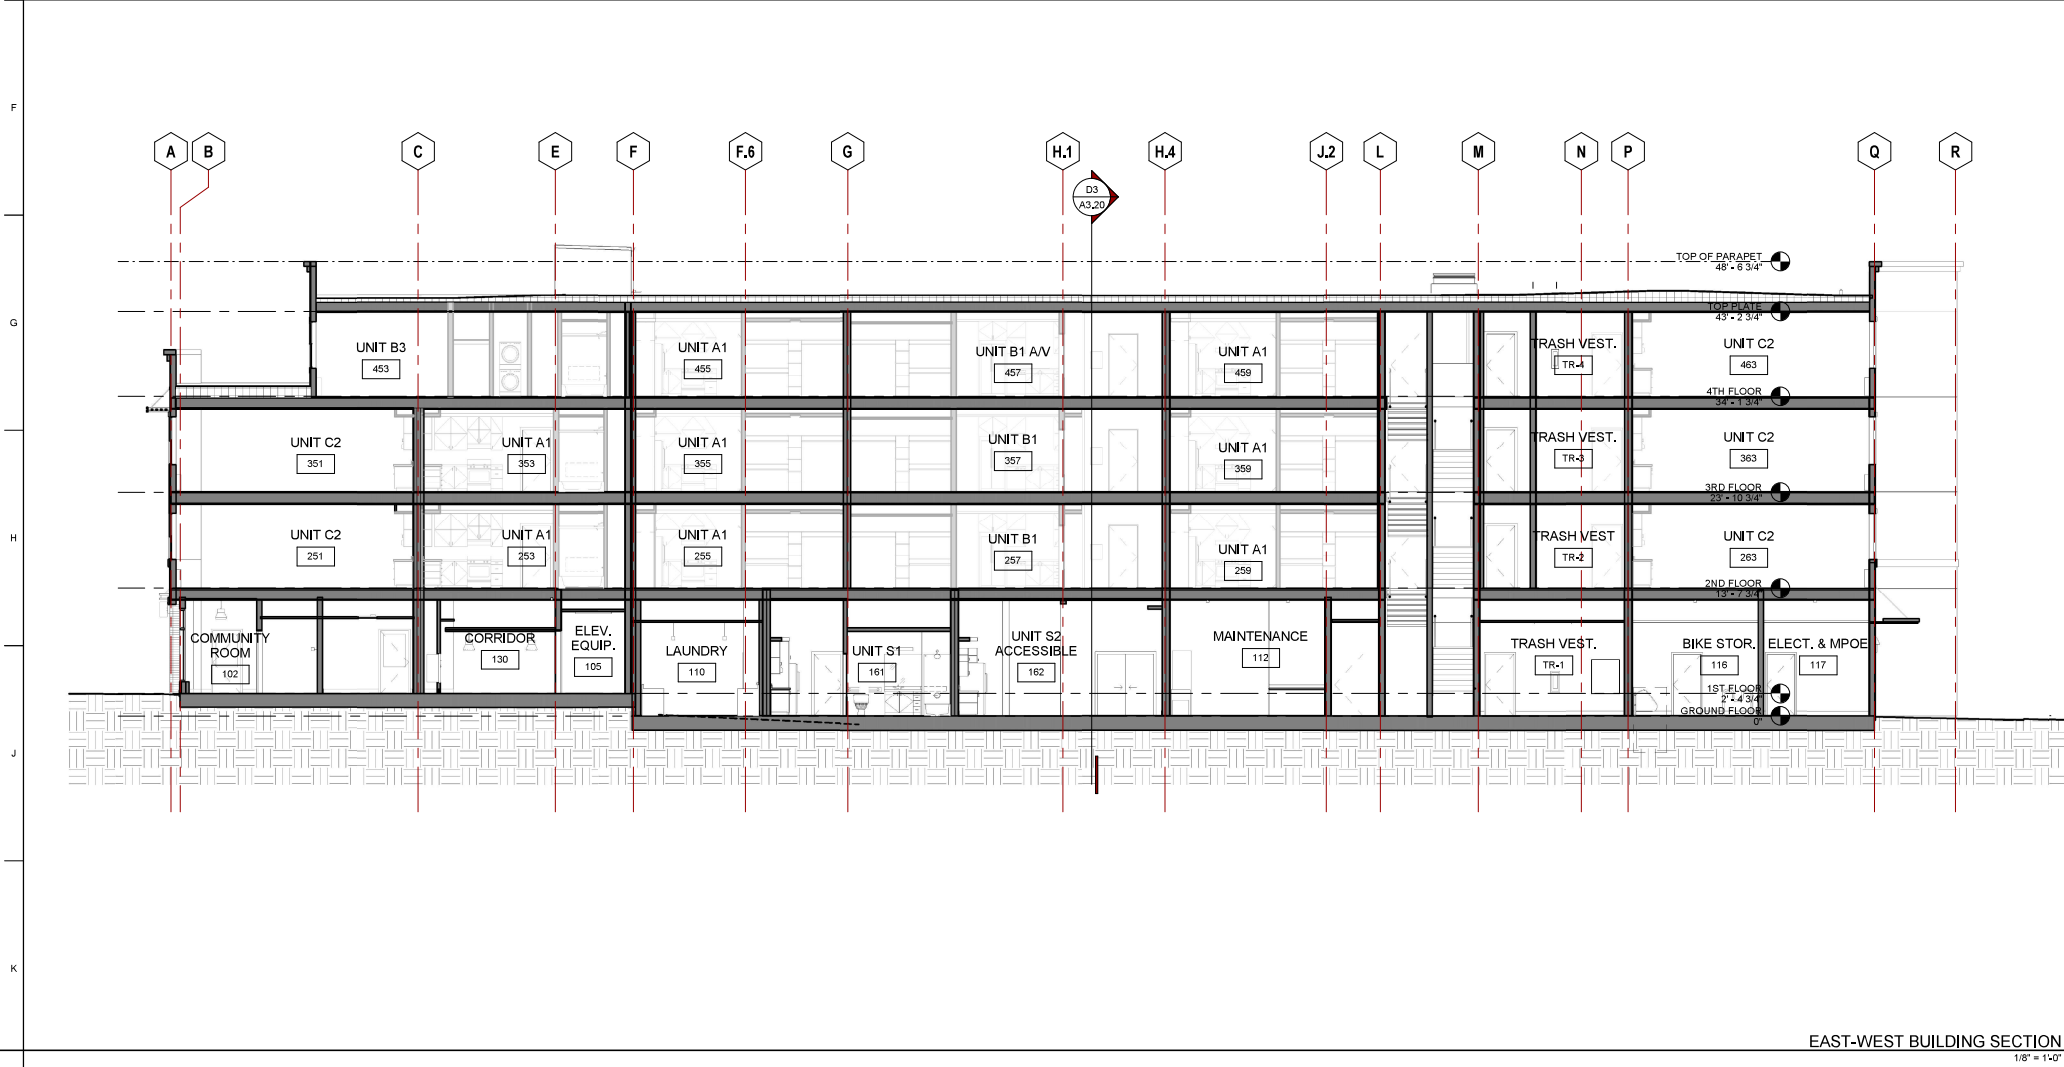 F
A
B
C
E
F
F.6
G
H.1
H.4
J.2
L
M
N
P
Q
R
D3
A3.20
TOP OF PARAPET
48' - 6 3/4"
G
TOP PLATE
43' - 2 3/4"
UNIT B3
453
UNIT A1
455
UNIT B1 A/V
457
UNIT A1
459
TRASH VEST.
TR-4
UNIT C2
463
4TH FLOOR
34' - 1 3/4"
UNIT C2
351
UNIT A1
353
UNIT A1
355
UNIT B1
357
UNIT A1
359
TRASH VEST.
TR-3
UNIT C2
363
3RD FLOOR
23' - 10 3/4"
H
UNIT C2
251
UNIT A1
253
UNIT A1
255
UNIT B1
257
UNIT A1
259
TRASH VEST
TR-2
UNIT C2
263
2ND FLOOR
13' - 7 3/4"
COMMUNITY
ROOM
102
CORRIDOR
130
ELEV.
EQUIP.
105
LAUNDRY
110
UNIT S1
161
UNIT S2
ACCESSIBLE
162
MAINTENANCE
112
TRASH VEST.
TR-1
BIKE STOR.
116
ELECT. & MPOE
117
1ST FLOOR
2' - 4 3/4"
GROUND FLOOR
0"
J
K
EAST-WEST BUILDING SECTION
1/8" = 1'-0"